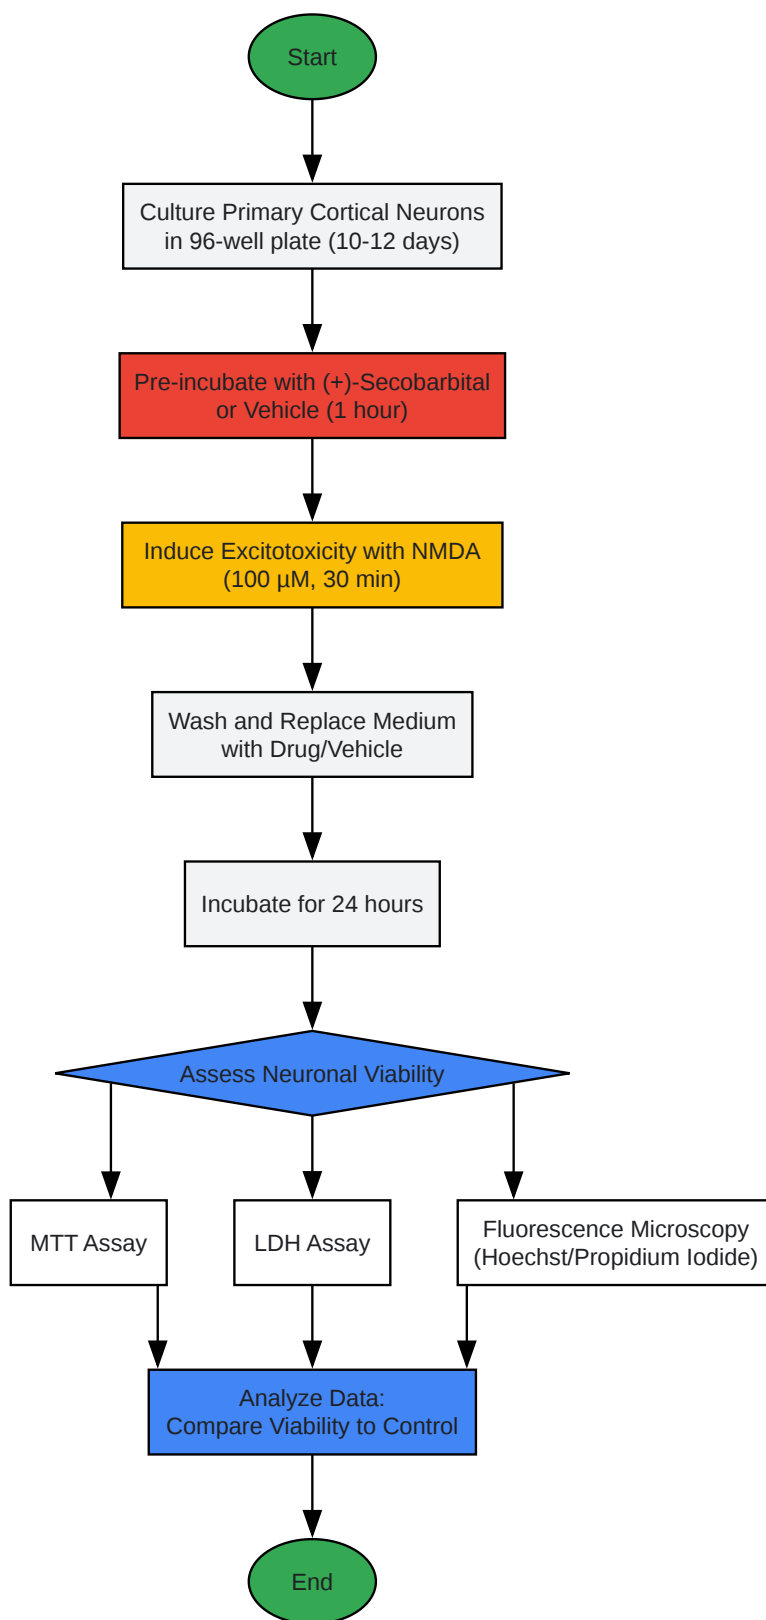 Start
Culture Primary Cortical Neurons
in 96-well plate (10-12 days)
Pre-incubate with (+)-Secobarbital
or Vehicle (1 hour)
Induce Excitotoxicity with NMDA
(100 µM, 30 min)
Wash and Replace Medium
with Drug/Vehicle
Incubate for 24 hours
Assess Neuronal Viability
MTT Assay
LDH Assay
Fluorescence Microscopy
(Hoechst/Propidium Iodide)
Analyze Data:
Compare Viability to Control
End